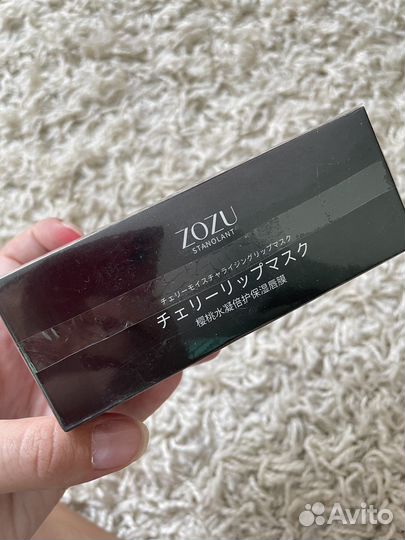 ZOZU
STANOLANT
チェリーモイスチャライジングリップマスク
チェリーリップマスク
樱桃水凝倍护保湿唇膜
Avito